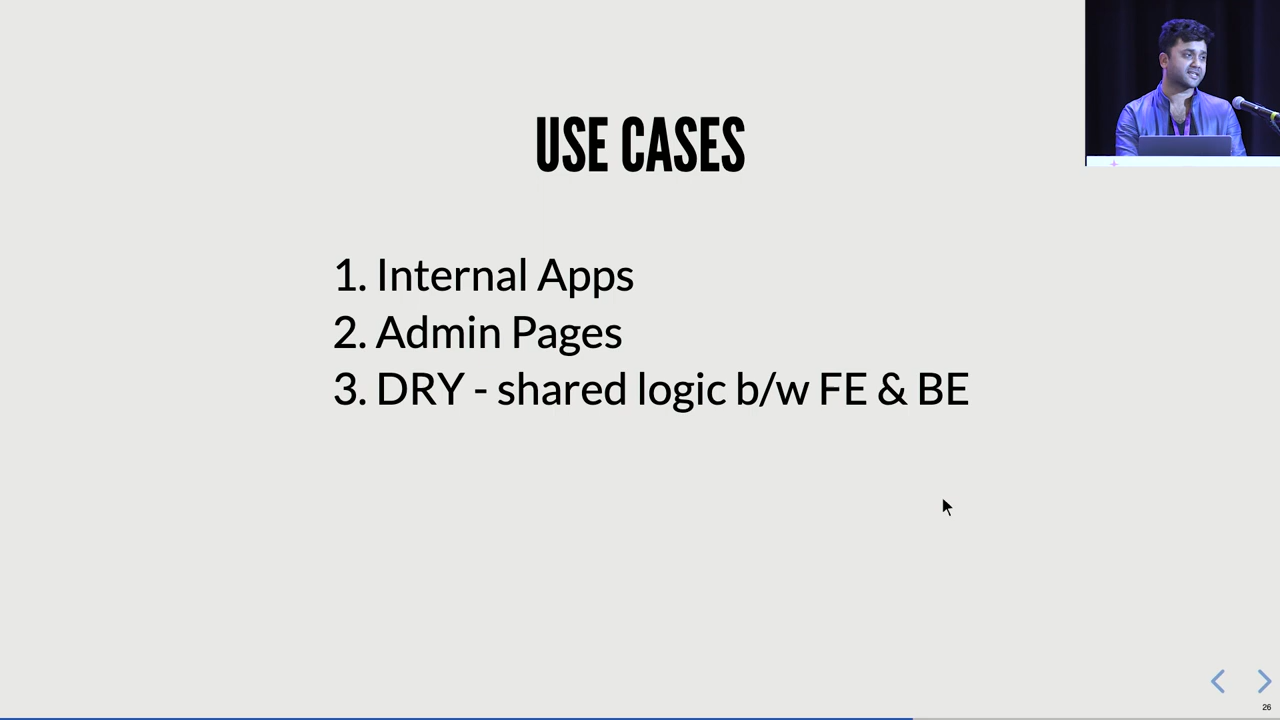 USE CASES
1. Internal Apps
2. Admin Pages
3. DRY - shared logic b/w FE & BE
26